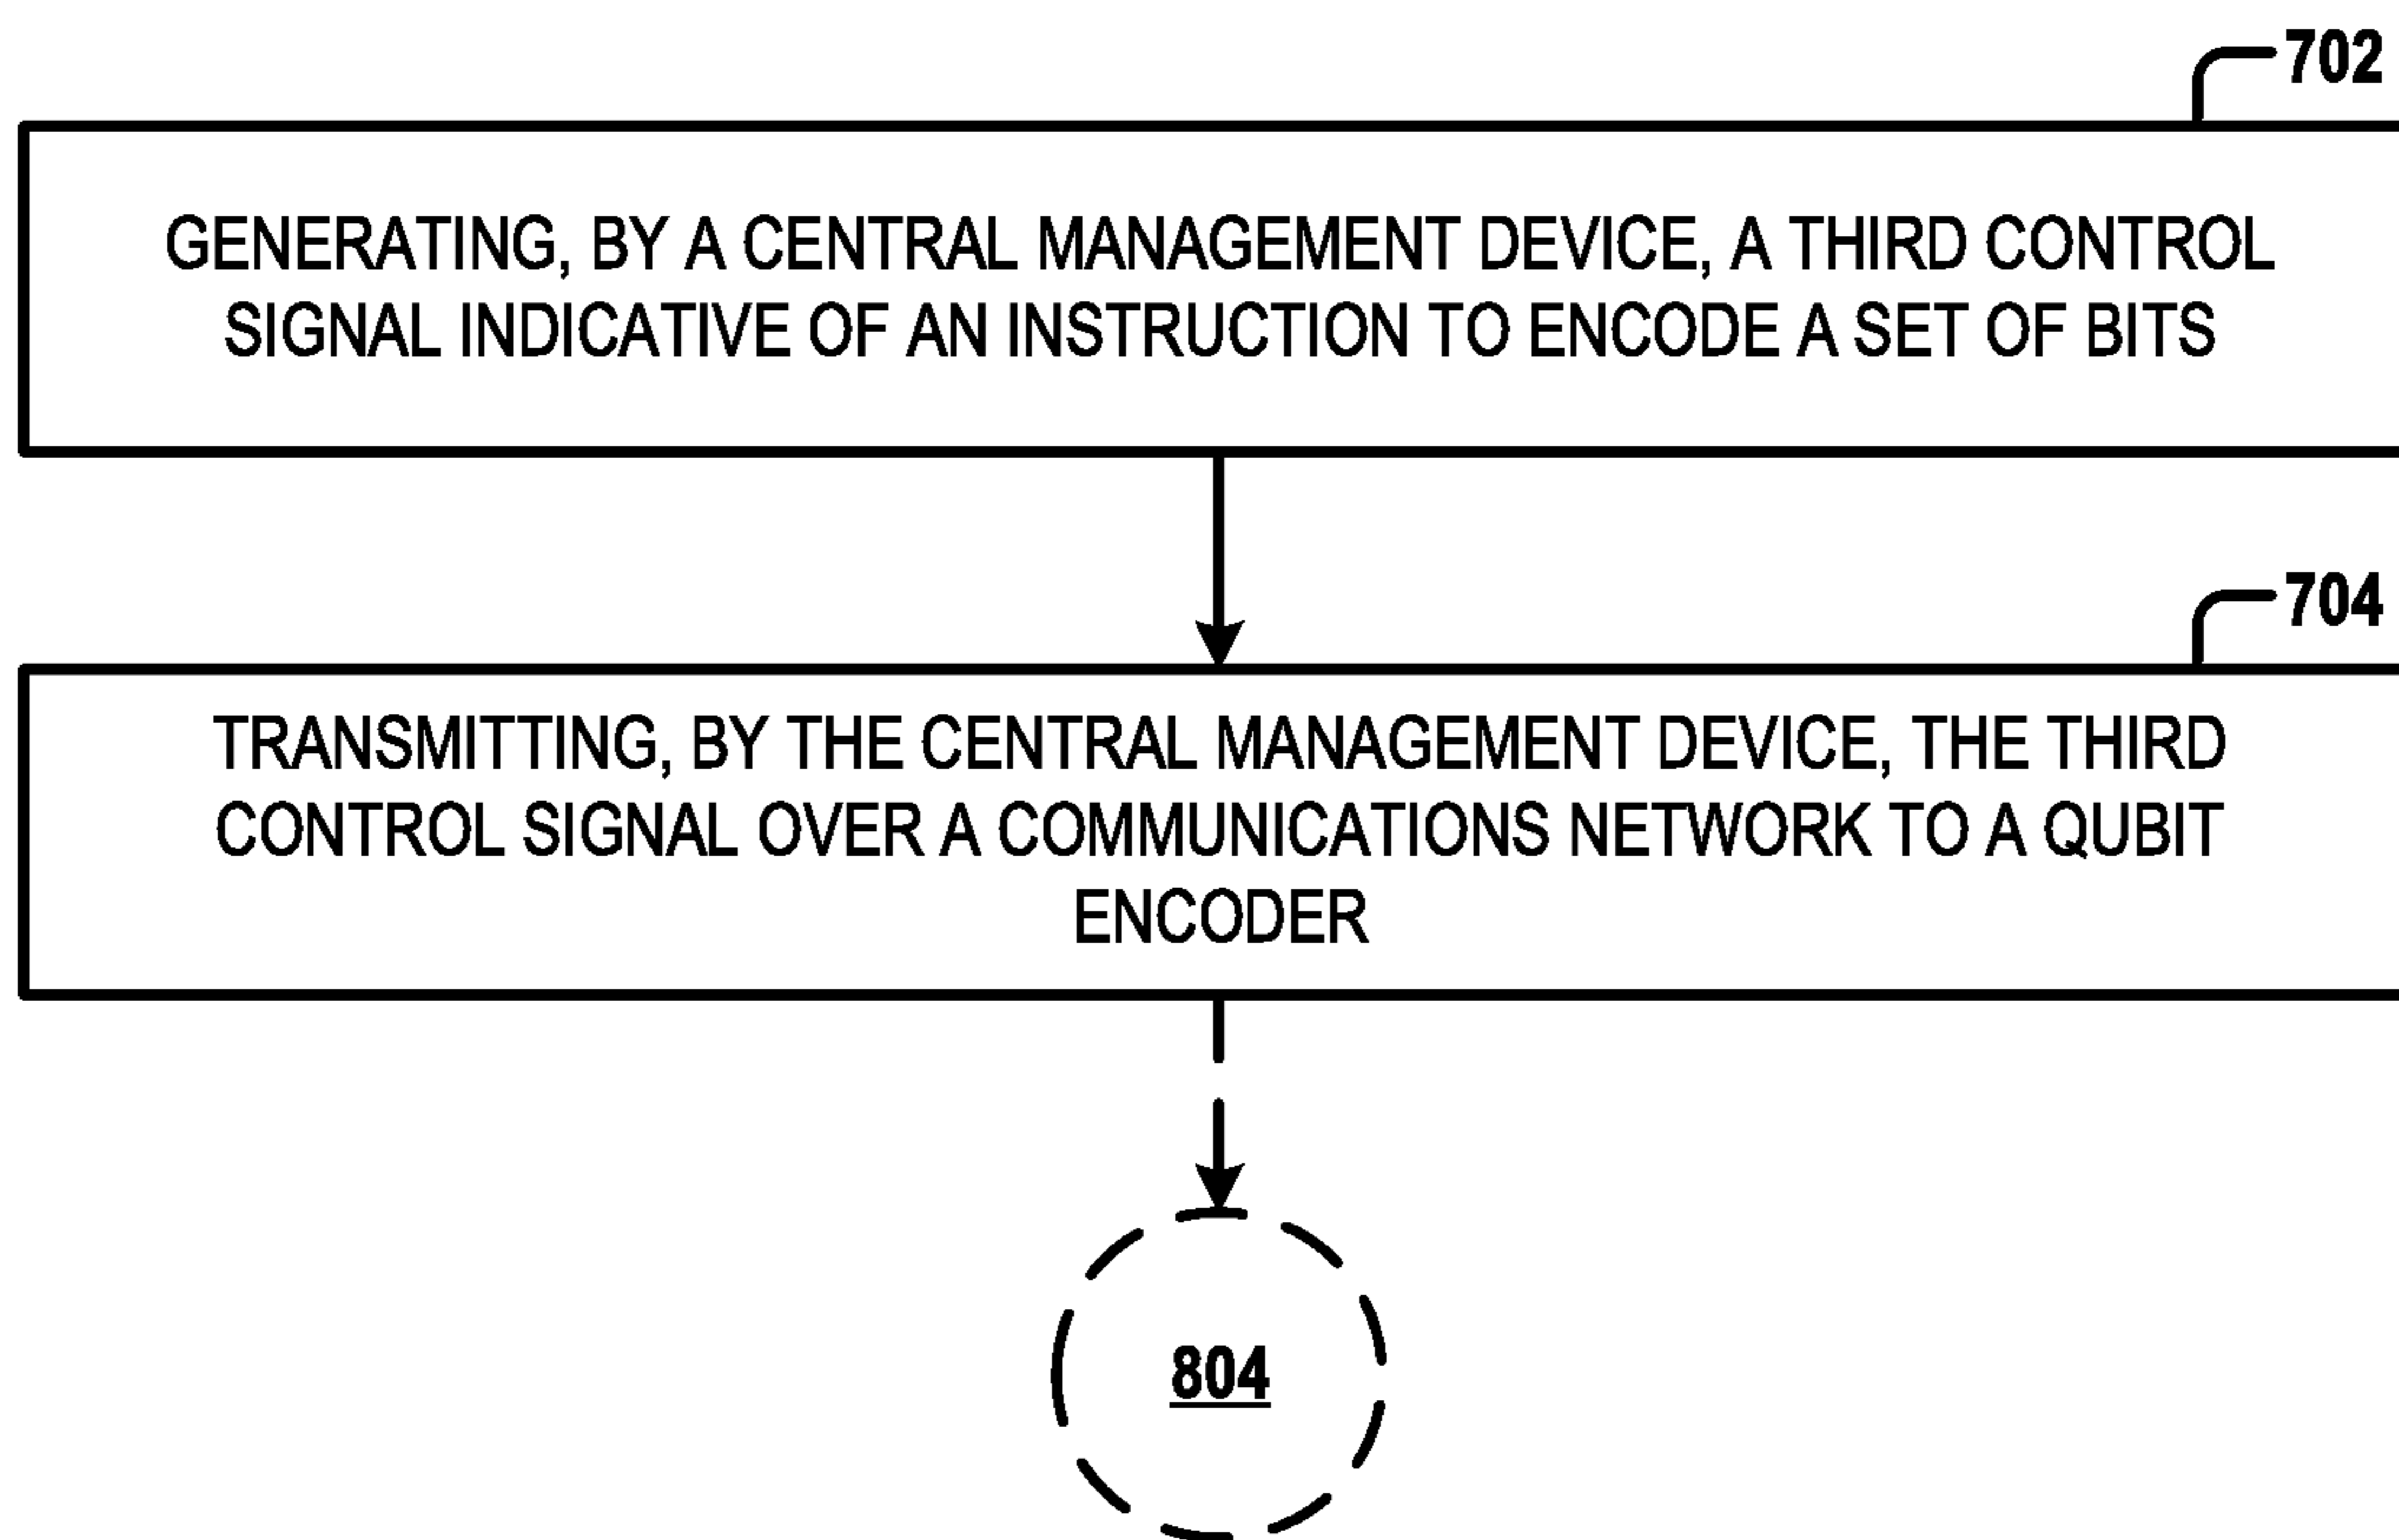 702
GENERATING, BY A CENTRAL MANAGEMENT DEVICE, A THIRD CONTROL
SIGNAL INDICATIVE OF AN INSTRUCTION TO ENCODE A SET OF BITS
704
TRANSMITTING, BY THE CENTRAL MANAGEMENT DEVICE, THE THIRD
CONTROL SIGNAL OVER A COMMUNICATIONS NETWORK TO A QUBIT
ENCODER
804